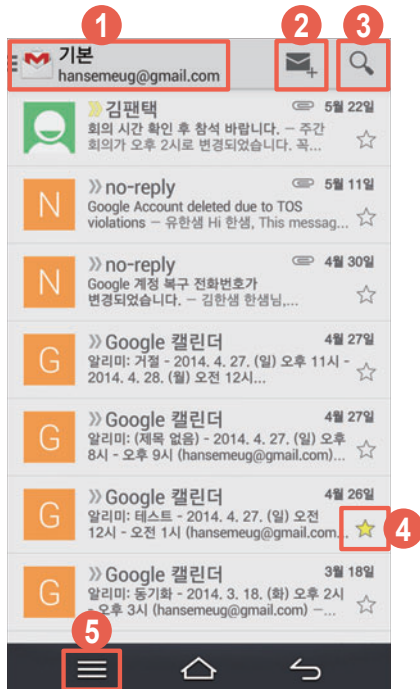 1
2
3
기본
hansemeug@gmail.com
김팬택
5월 22일
회의 시간 확인 후 참석 바랍니다. – 주간
회의가 오후 2시로 변경되었습니다. 꼭...
N
no-reply
5월 11일
Google Account deleted due to TOS
violations – 유한샘 Hi 한샘, This messag...
N
no-reply
4월 30일
Google 계정 복구 전화번호가
변경되었습니다. – 김한샘 한샘님,...
G
Google 캘린더
4월 27일
알리미: 거절 - 2014. 4. 27. (일) 오후 11시 -
2014. 4. 28. (월) 오전 12시...
G
Google 캘린더
4월 27일
알리미: (제목 없음) - 2014. 4. 27. (일) 오후
8시 - 오후 9시 (hansemeug@gmail.com)...
G
Google 캘린더
4월 26일
알리미: 테스트 - 2014. 4. 27. (일) 오전
12시 - 오전 1시 (hansemeug@gmail.com...
4
G
Google 캘린더
3월 18일
알리미: 동기화 - 2014. 3. 18. (화) 오후 2시
- 오후 3시 (hansemeug@gmail.com) –...
5